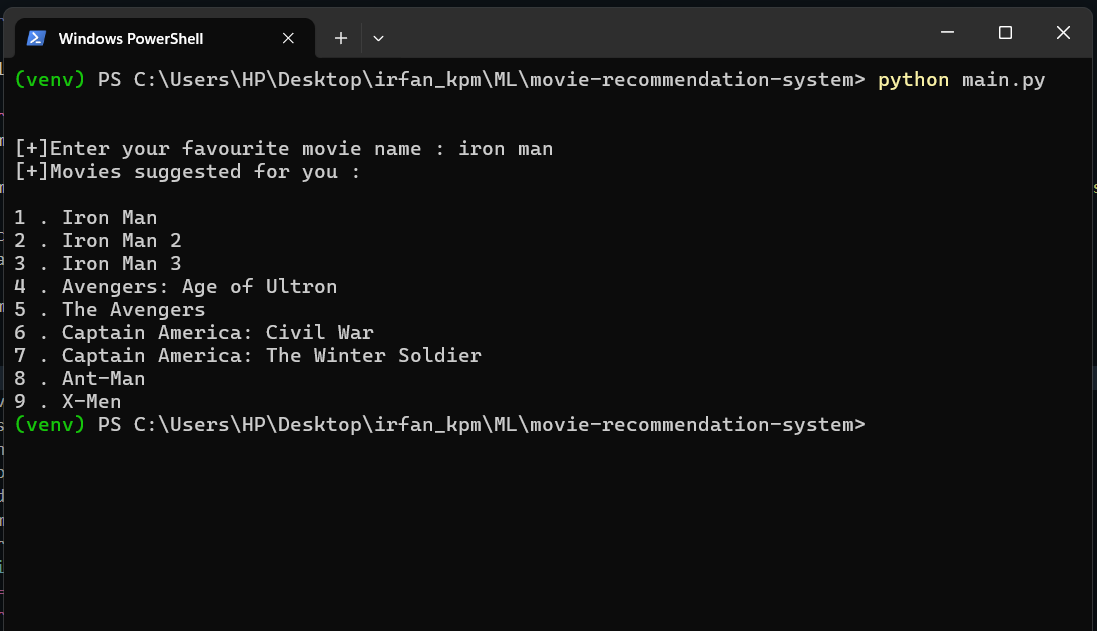 Windows PowerShell
(venv) PS C:\Users\HP\Desktop\irfan_kpm\ML\movie-recommendation-system> python main.py
[+]Enter your favourite movie name : iron man
[+]Movies suggested for you :
1 . Iron Man
2 . Iron Man 2
3 . Iron Man 3
4 . Avengers: Age of Ultron
5 . The Avengers
6 . Captain America: Civil War
7 . Captain America: The Winter Soldier
8 . Ant-Man
9 . X-Men
(venv) PS C:\Users\HP\Desktop\irfan_kpm\ML\movie-recommendation-system>